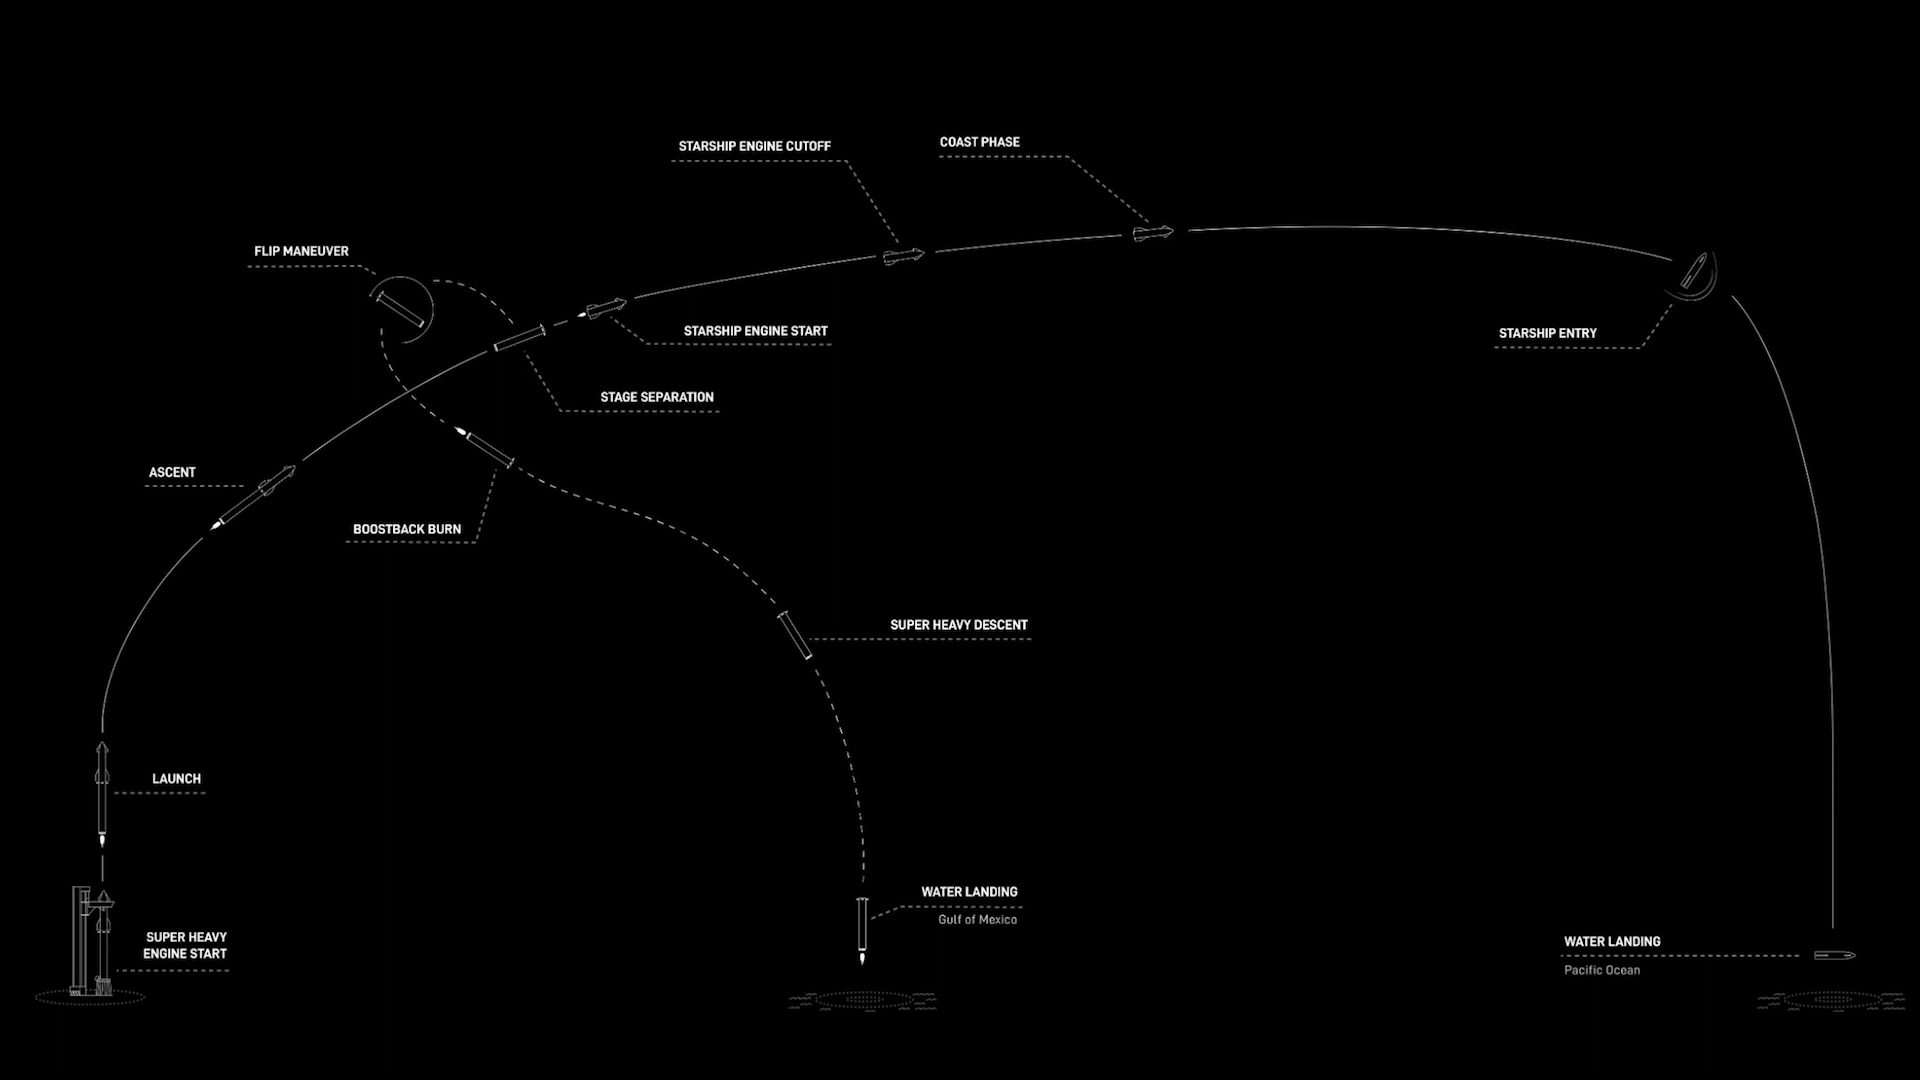 STARSHIP ENGINE CUTOFF
COAST PHASE
FLIP MANEUVER
STARSHIP ENGINE START
STARSHIP ENTRY
STAGE SEPARATION
ASCENT
BOOSTBACK BURN
SUPER HEAVY DESCENT
LAUNCH
WATER LANDING
Gulf of Mexico
SUPER HEAVY
ENGINE START
WATER LANDING
Pacific Ocean